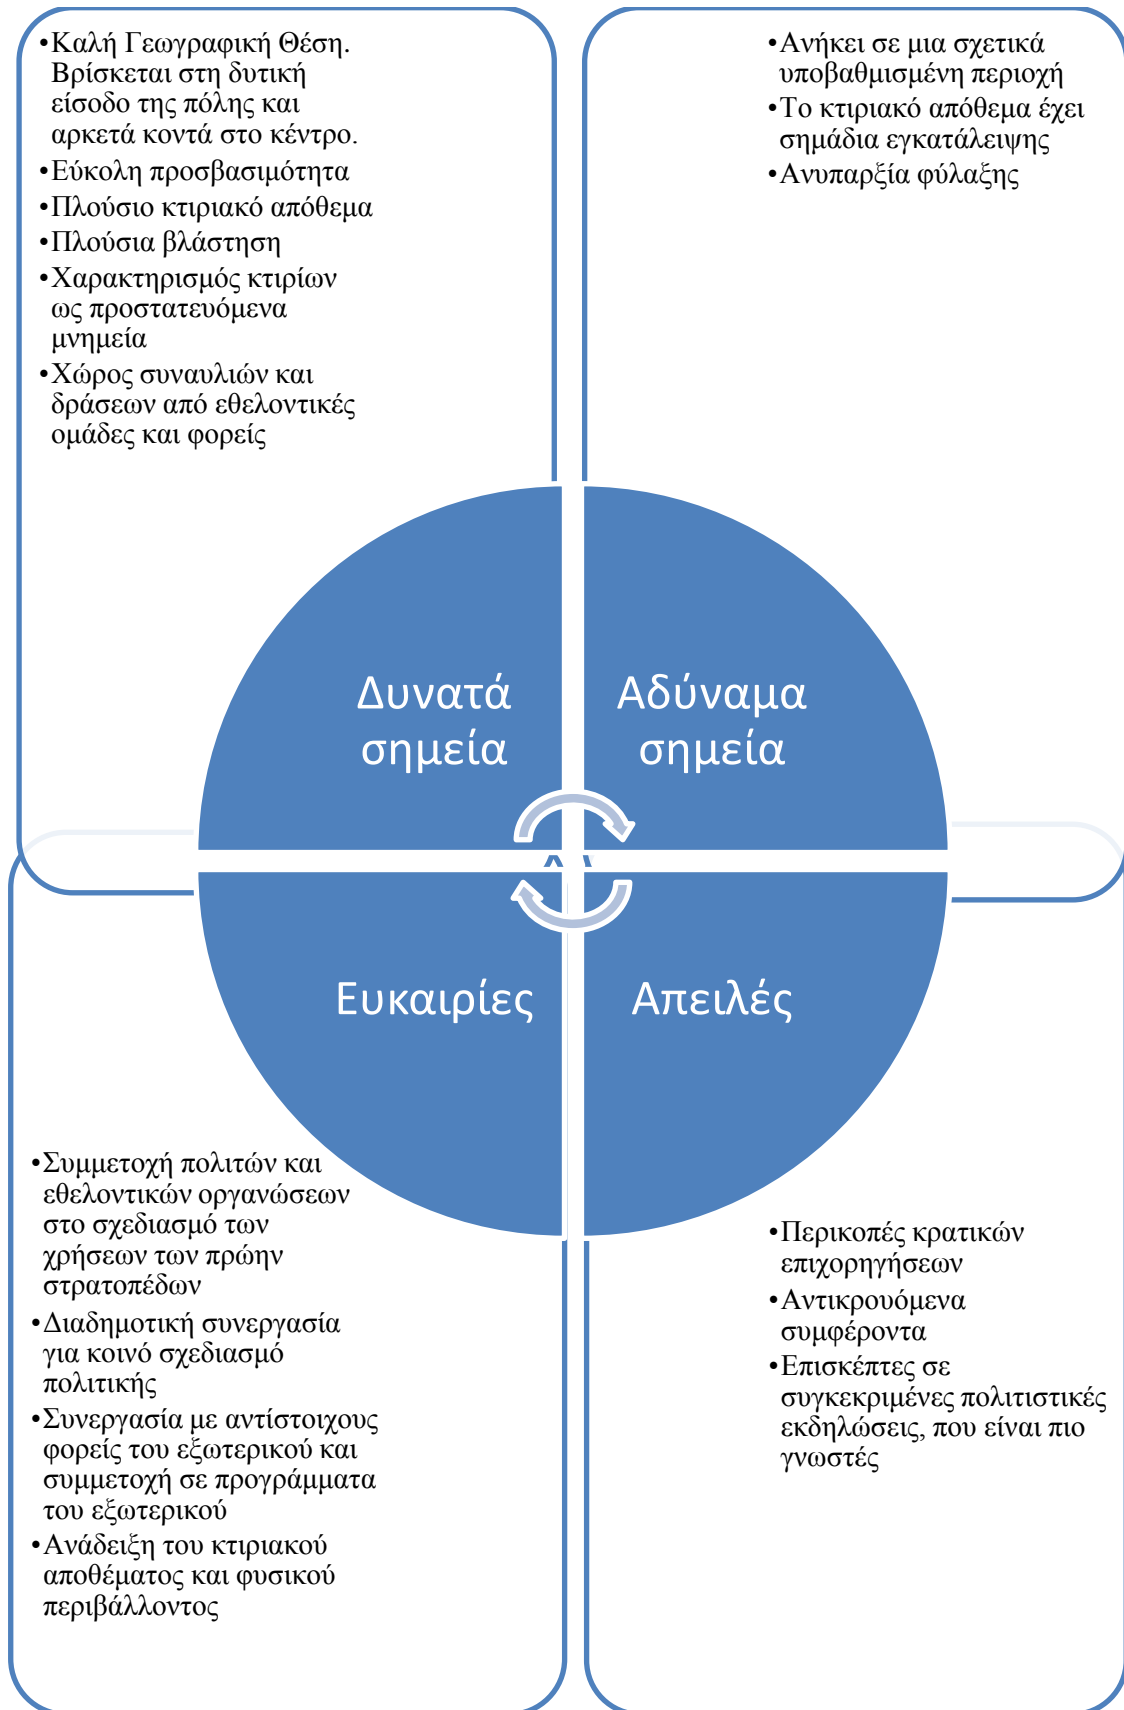 •Καλή Γεωγραφική Θέση.
Βρίσκεται στη δυτική
είσοδο της πόλης και
αρκετά κοντά στο κέντρο.
•Εύκολη προσβασιμότητα
•Πλούσιο κτιριακό απόθεμα
•Πλούσια βλάστηση
•Χαρακτηρισμός κτιρίων
ως προστατευόμενα
μνημεία
•Χώρος συναυλιών και
δράσεων από εθελοντικές
ομάδες και φορείς
•Ανήκει σε μια σχετικά
υποβαθμισμένη περιοχή
•Το κτιριακό απόθεμα έχει
σημάδια εγκατάλειψης
•Ανυπαρξία φύλαξης
Δυνατά
σημεία
Αδύναμα
σημεία
Ευκαιρίες
Απειλές
•Συμμετοχή πολιτών και
εθελοντικών οργανώσεων
στο σχεδιασμό των
χρήσεων των πρώην
στρατοπέδων
•Διαδημοτική συνεργασία
για κοινό σχεδιασμό
πολιτικής
•Συνεργασία με αντίστοιχους
φορείς του εξωτερικού και
συμμετοχή σε προγράμματα
του εξωτερικού
•Ανάδειξη του κτιριακού
αποθέματος και φυσικού
περιβάλλοντος
•Περικοπές κρατικών
επιχορηγήσεων
•Αντικρουόμενα
συμφέροντα
•Επισκέπτες σε
συγκεκριμένες πολιτιστικές
εκδηλώσεις, που είναι πιο
γνωστές